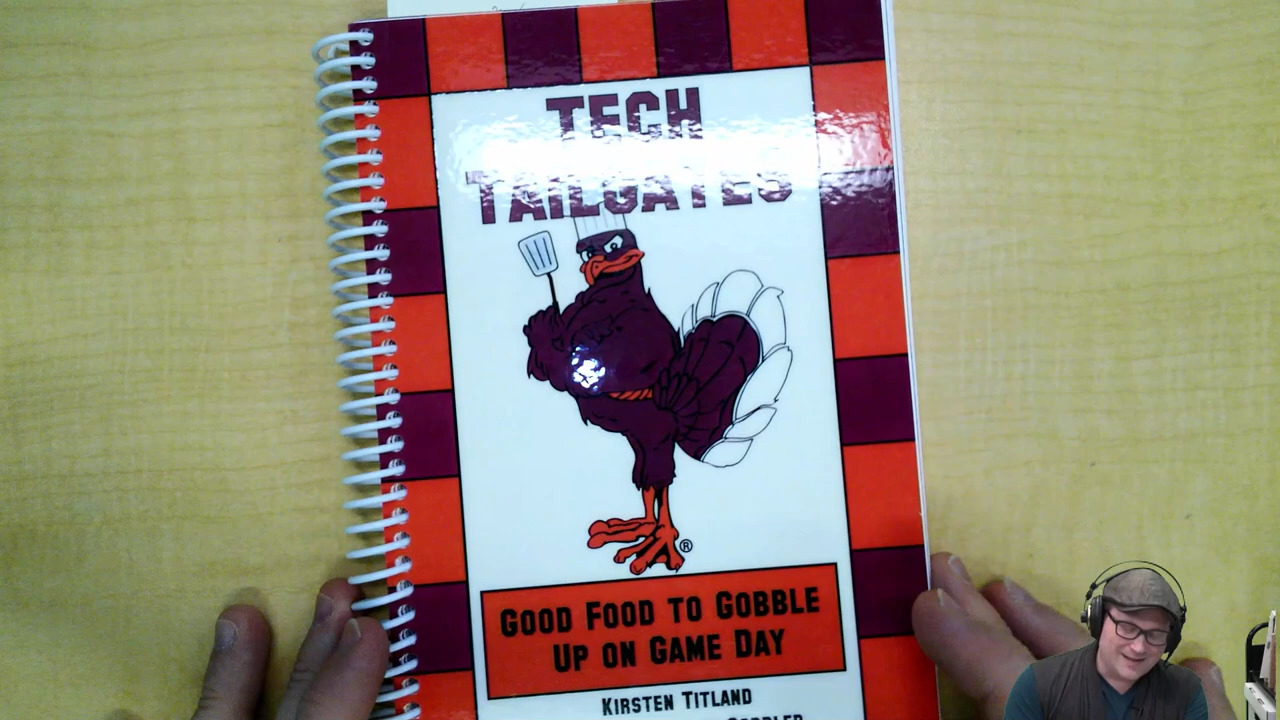 TECH
TAILGATES
®
GOOD FOOD TO GOBBLE
UP ON GAME DAY
KIRSTEN TITLAND